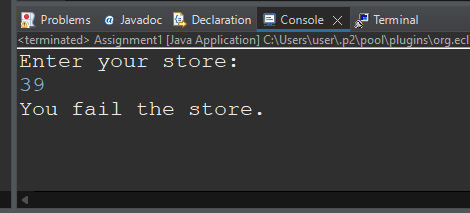 Problems Javadoc Declaration Console Terminal
<terminated> Assignment1 [Java Application] C:\Users\user\.p2\pool\plugins\org.ecl
Enter your store:
39
You fail the store.